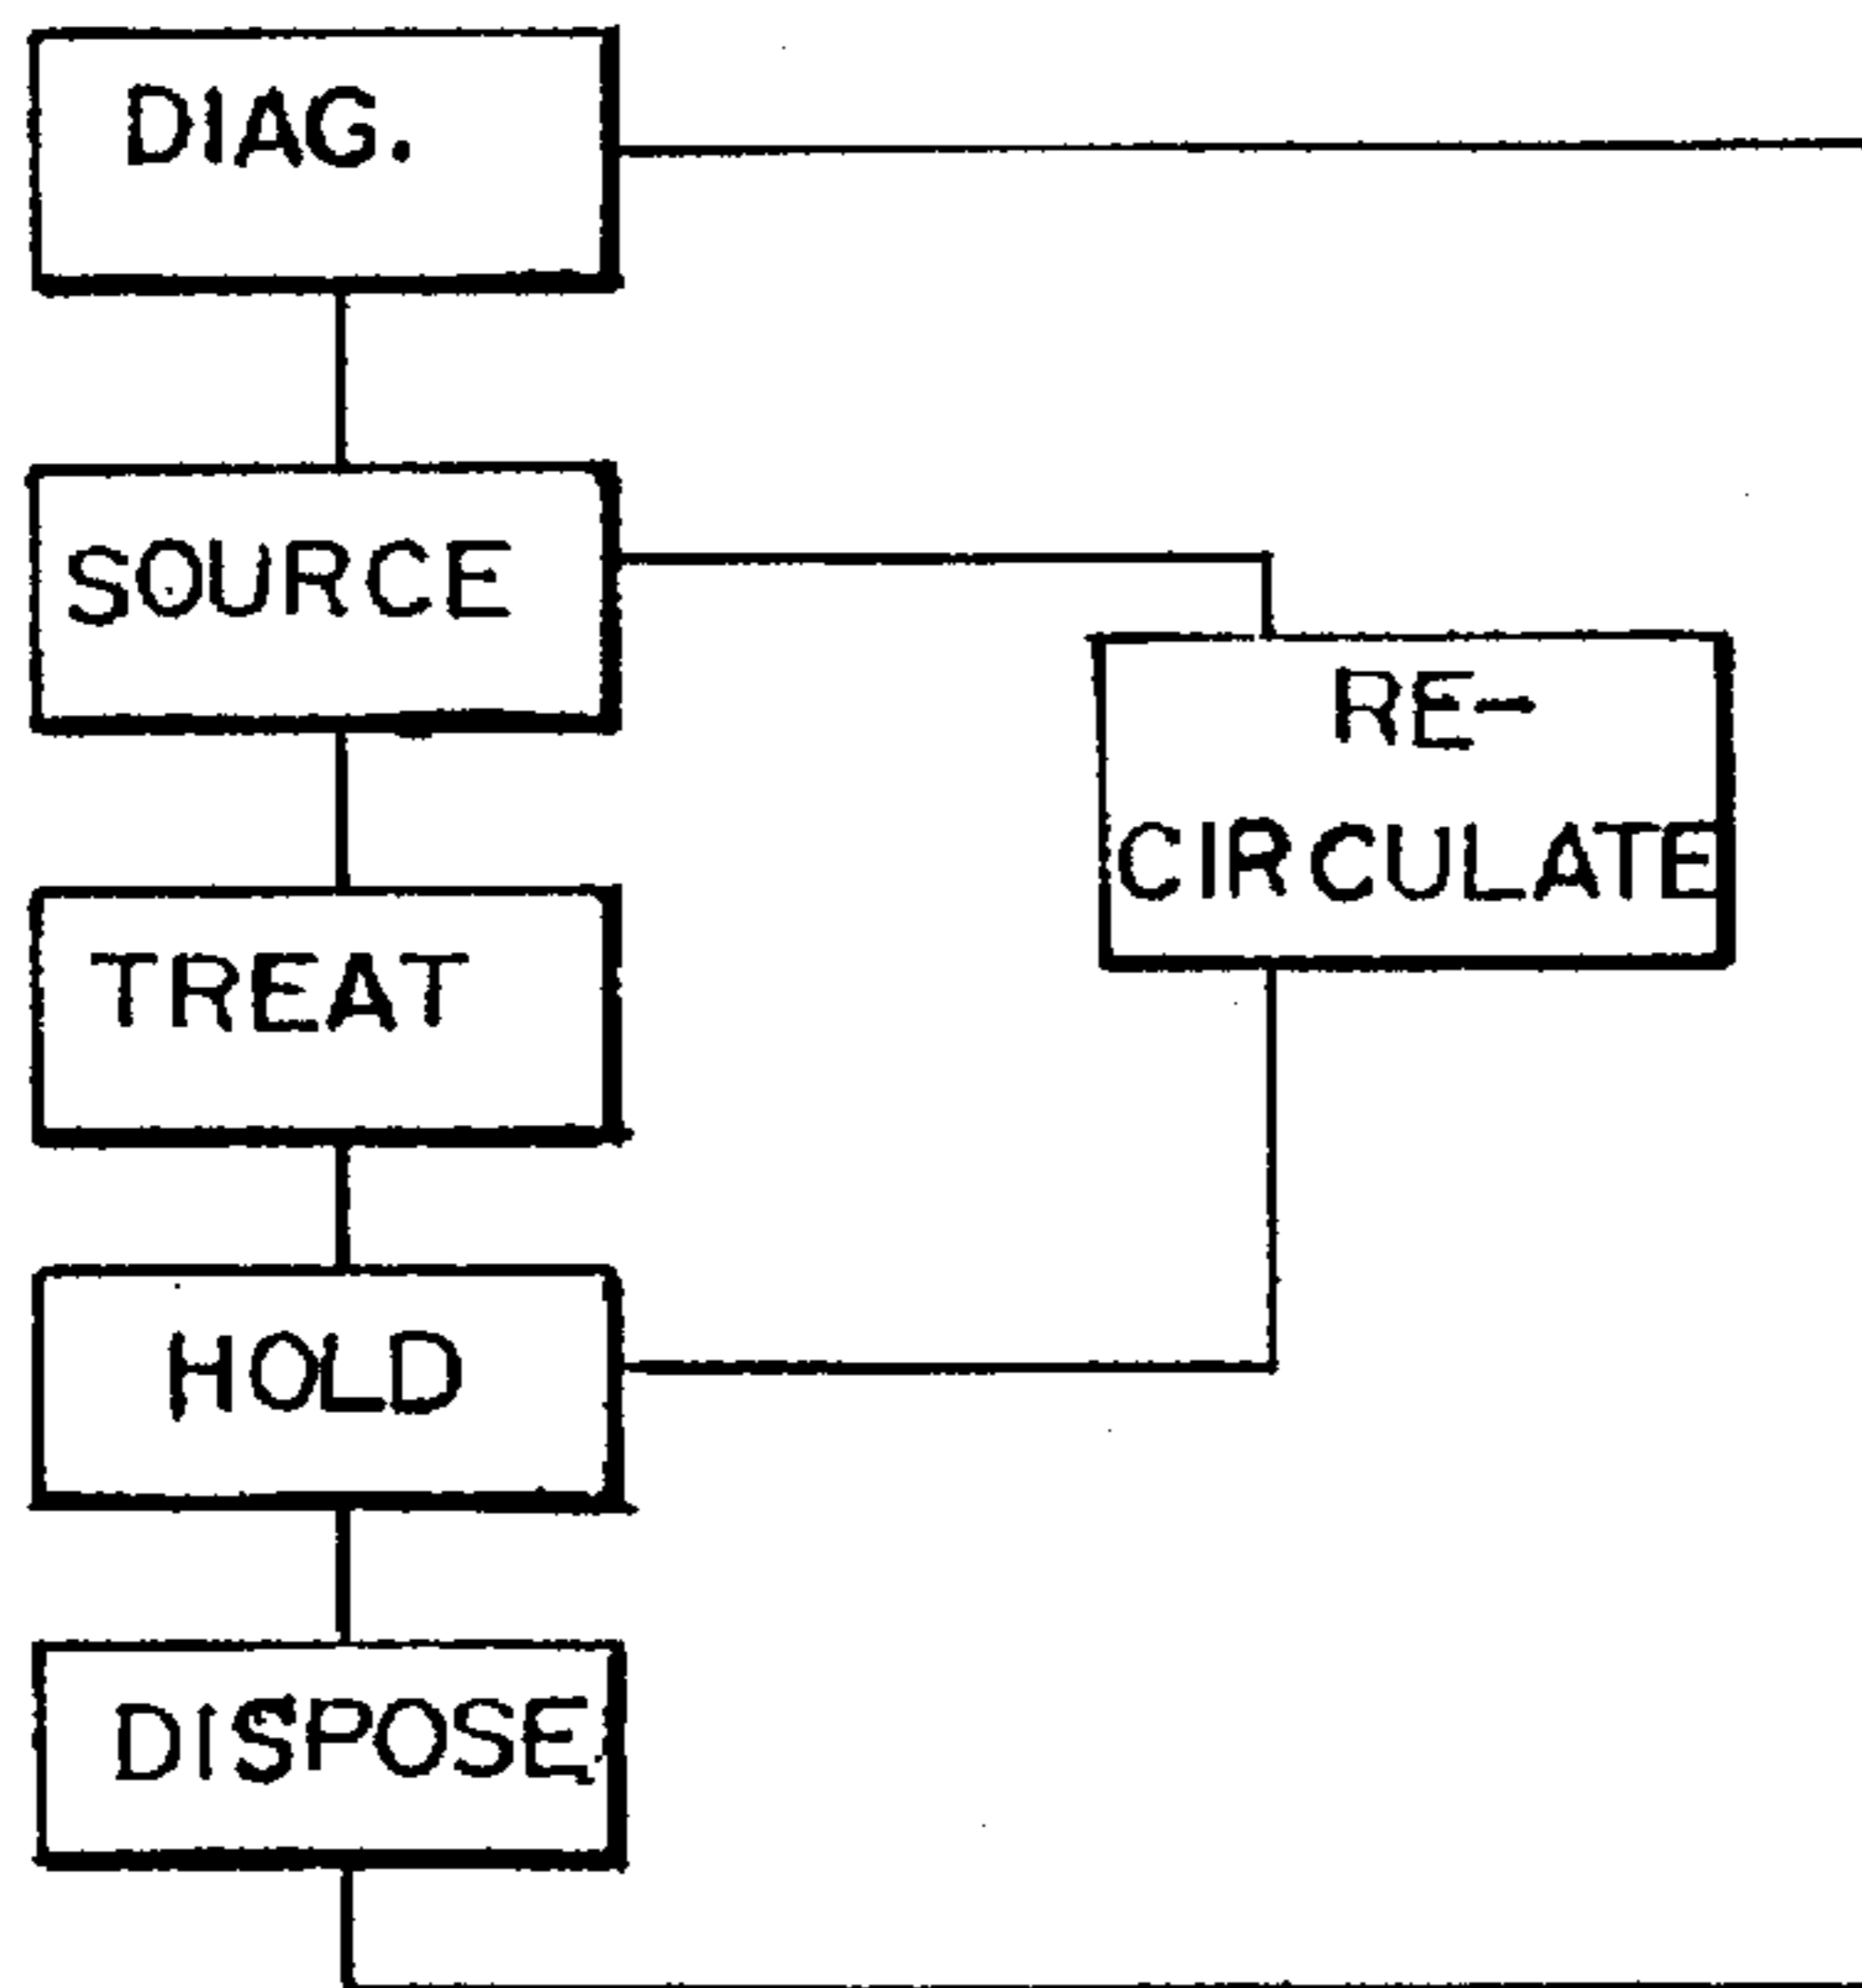 DIAG.
SOURCE
RE-
CIRCULATE
TREAT
HOLD
DISPOSE